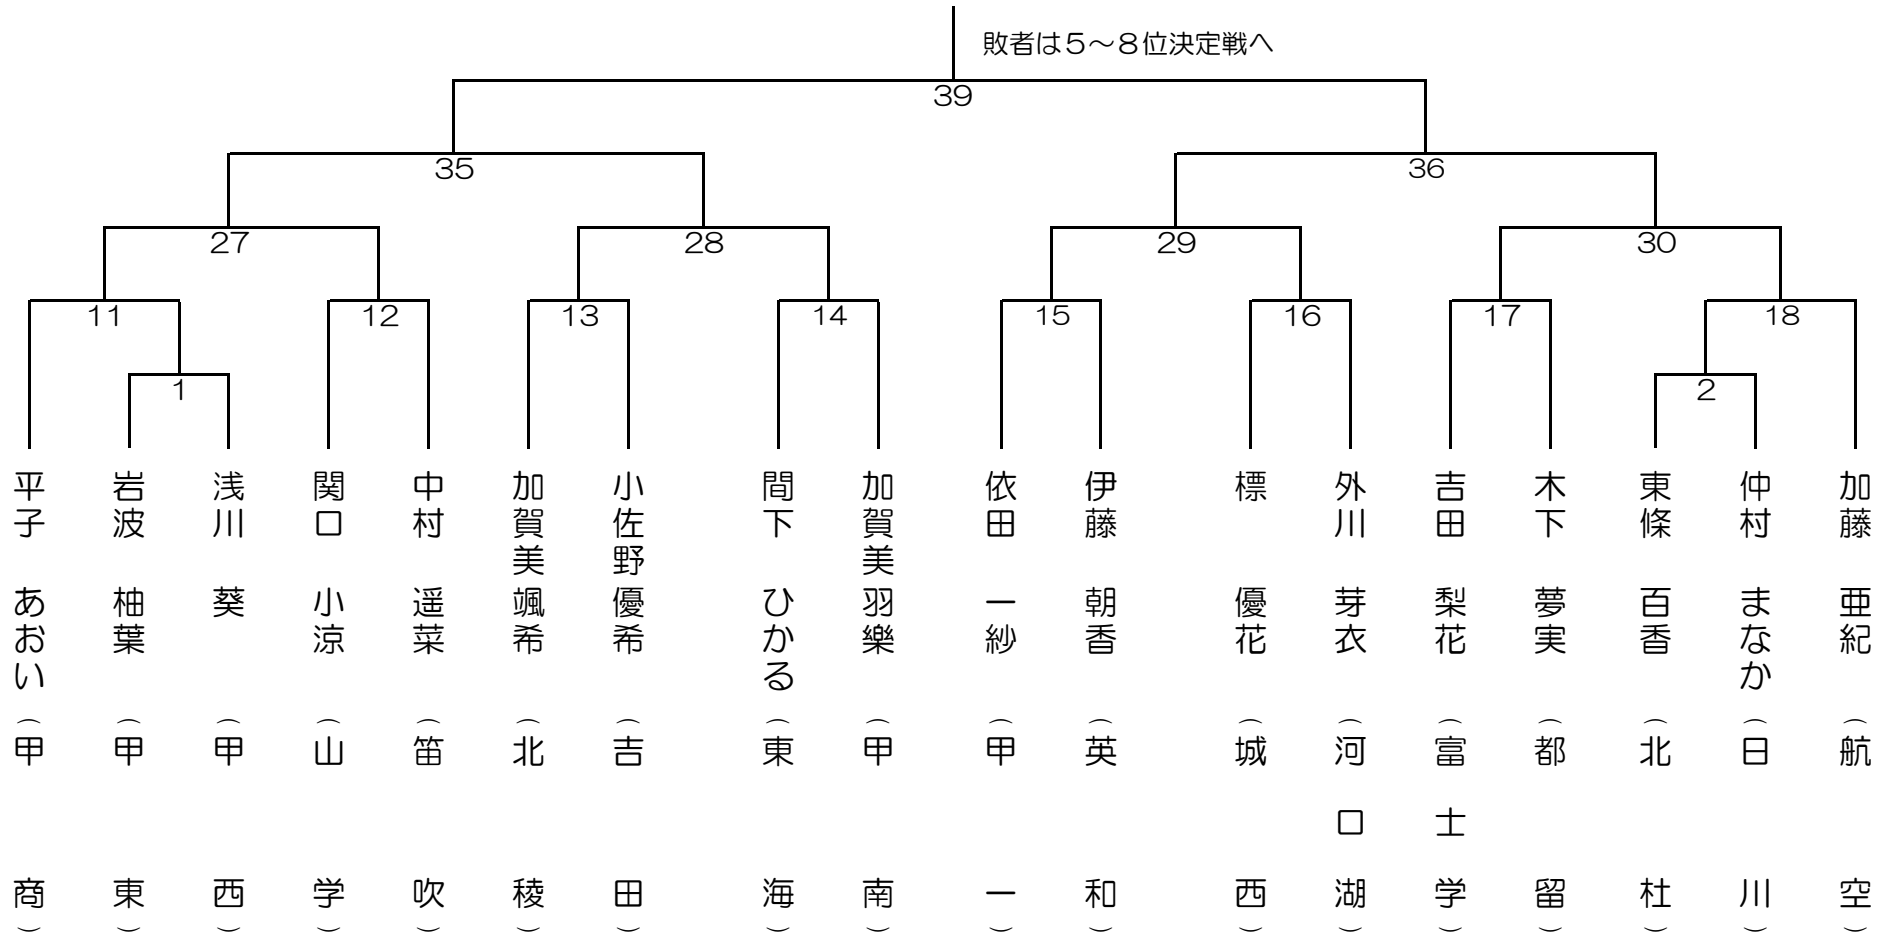 敗者は５～８位決定戦へ
39
35
36
27
28
29
30
11
12
13
14
15
16
17
18
1
2
平子 あおい（甲商）
岩波 柚葉（甲東）
浅川 葵（甲西）
関口 小涼（山学）
中村 遥菜（笛吹）
加賀美 颯希（北稜）
小佐野 優希（吉田）
間下 ひかる（東海）
加賀美 羽樂（甲南）
依田 一紗（甲一）
伊藤 朝香（英和）
標 優花（城西）
外川 芽衣（河口湖）
吉田 梨花（富士学）
木下 夢実（都留）
東條 百香（北杜）
仲村 まなか（日川）
加藤 亜紀（航空）